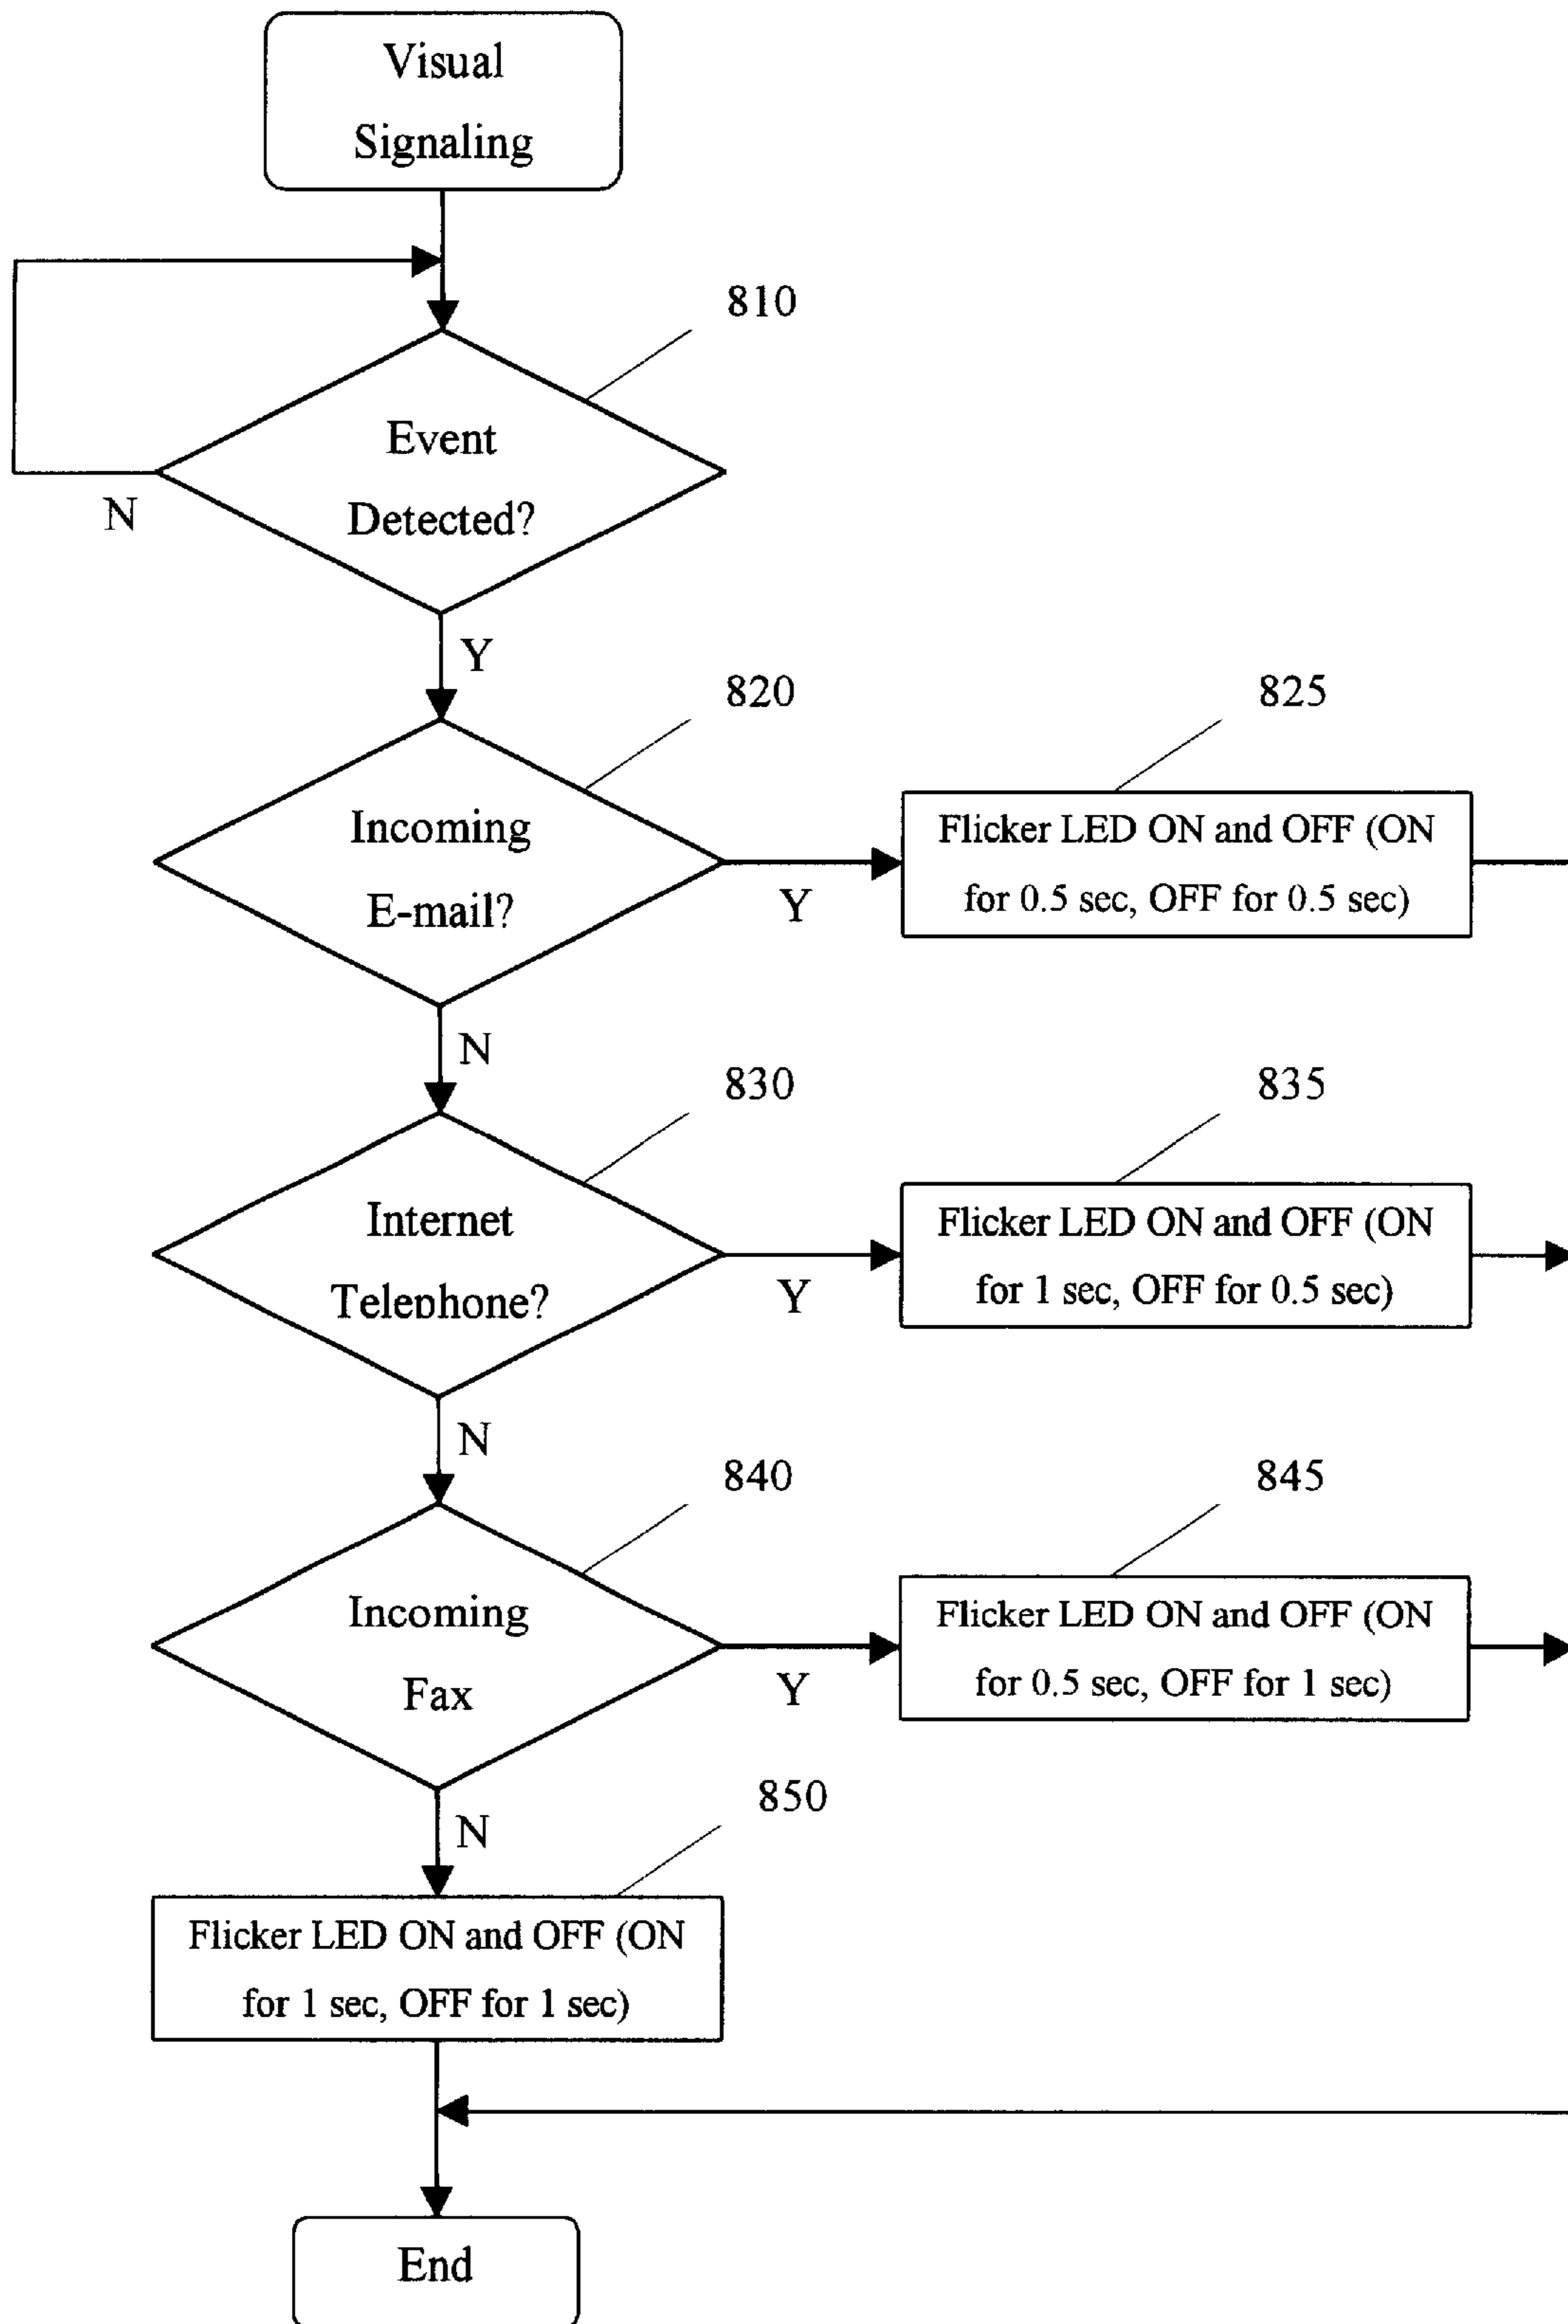 Visual
Signaling
810
Event
Detected?
N
Y
820
825
Incoming
E-mail?
Y
Flicker LED ON and OFF (ON
for 0.5 sec, OFF for 0.5 sec)
N
830
835
Internet
Telephone?
Y
Flicker LED ON and OFF (ON
for 1 sec, OFF for 0.5 sec)
N
840
845
Incoming
Fax
Y
Flicker LED ON and OFF (ON
for 0.5 sec, OFF for 1 sec)
N
850
Flicker LED ON and OFF (ON
for 1 sec, OFF for 1 sec)
End